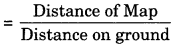 = Distance of Map
Distance on ground